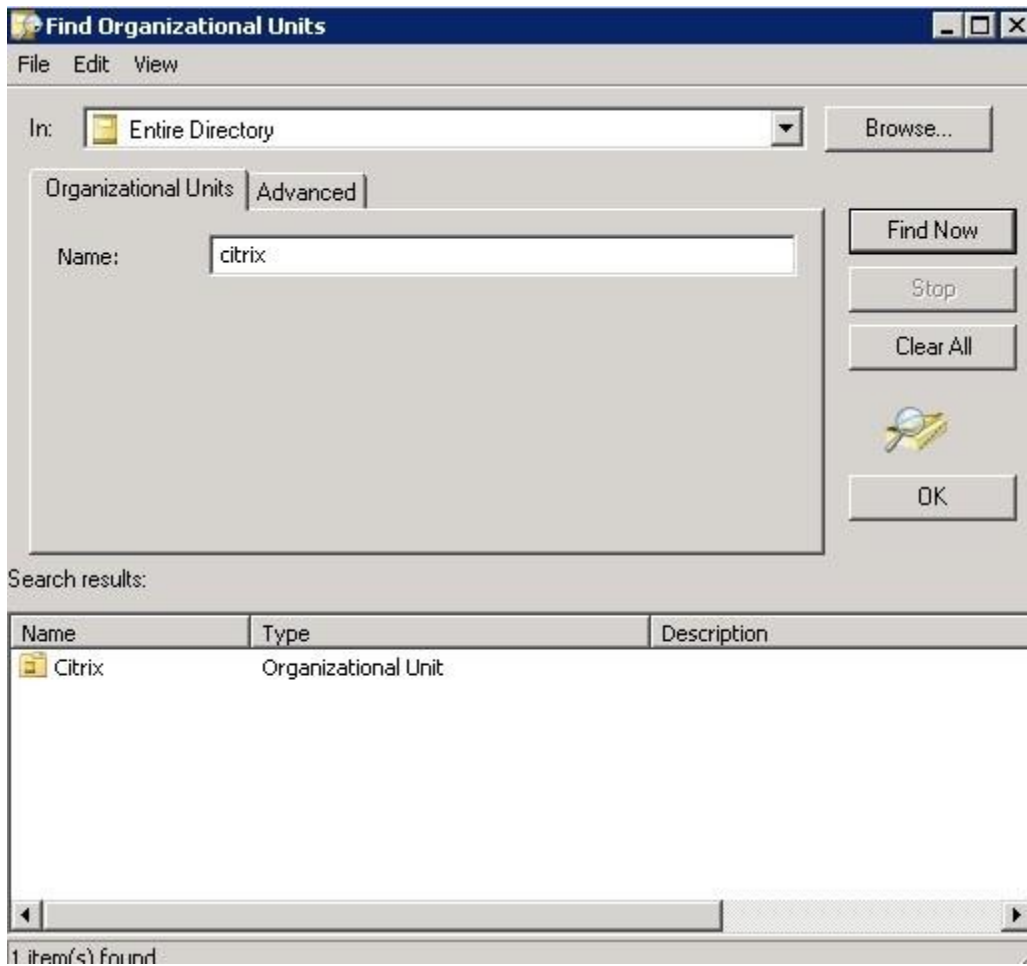 Find Organizational Units
File Edit View
In: Entire Directory Browse...
Organizational Units Advanced
Name: citrix
Find Now
Stop
Clear All
OK
Search results:
Name Type Description
Citrix Organizational Unit
1 item(s) found